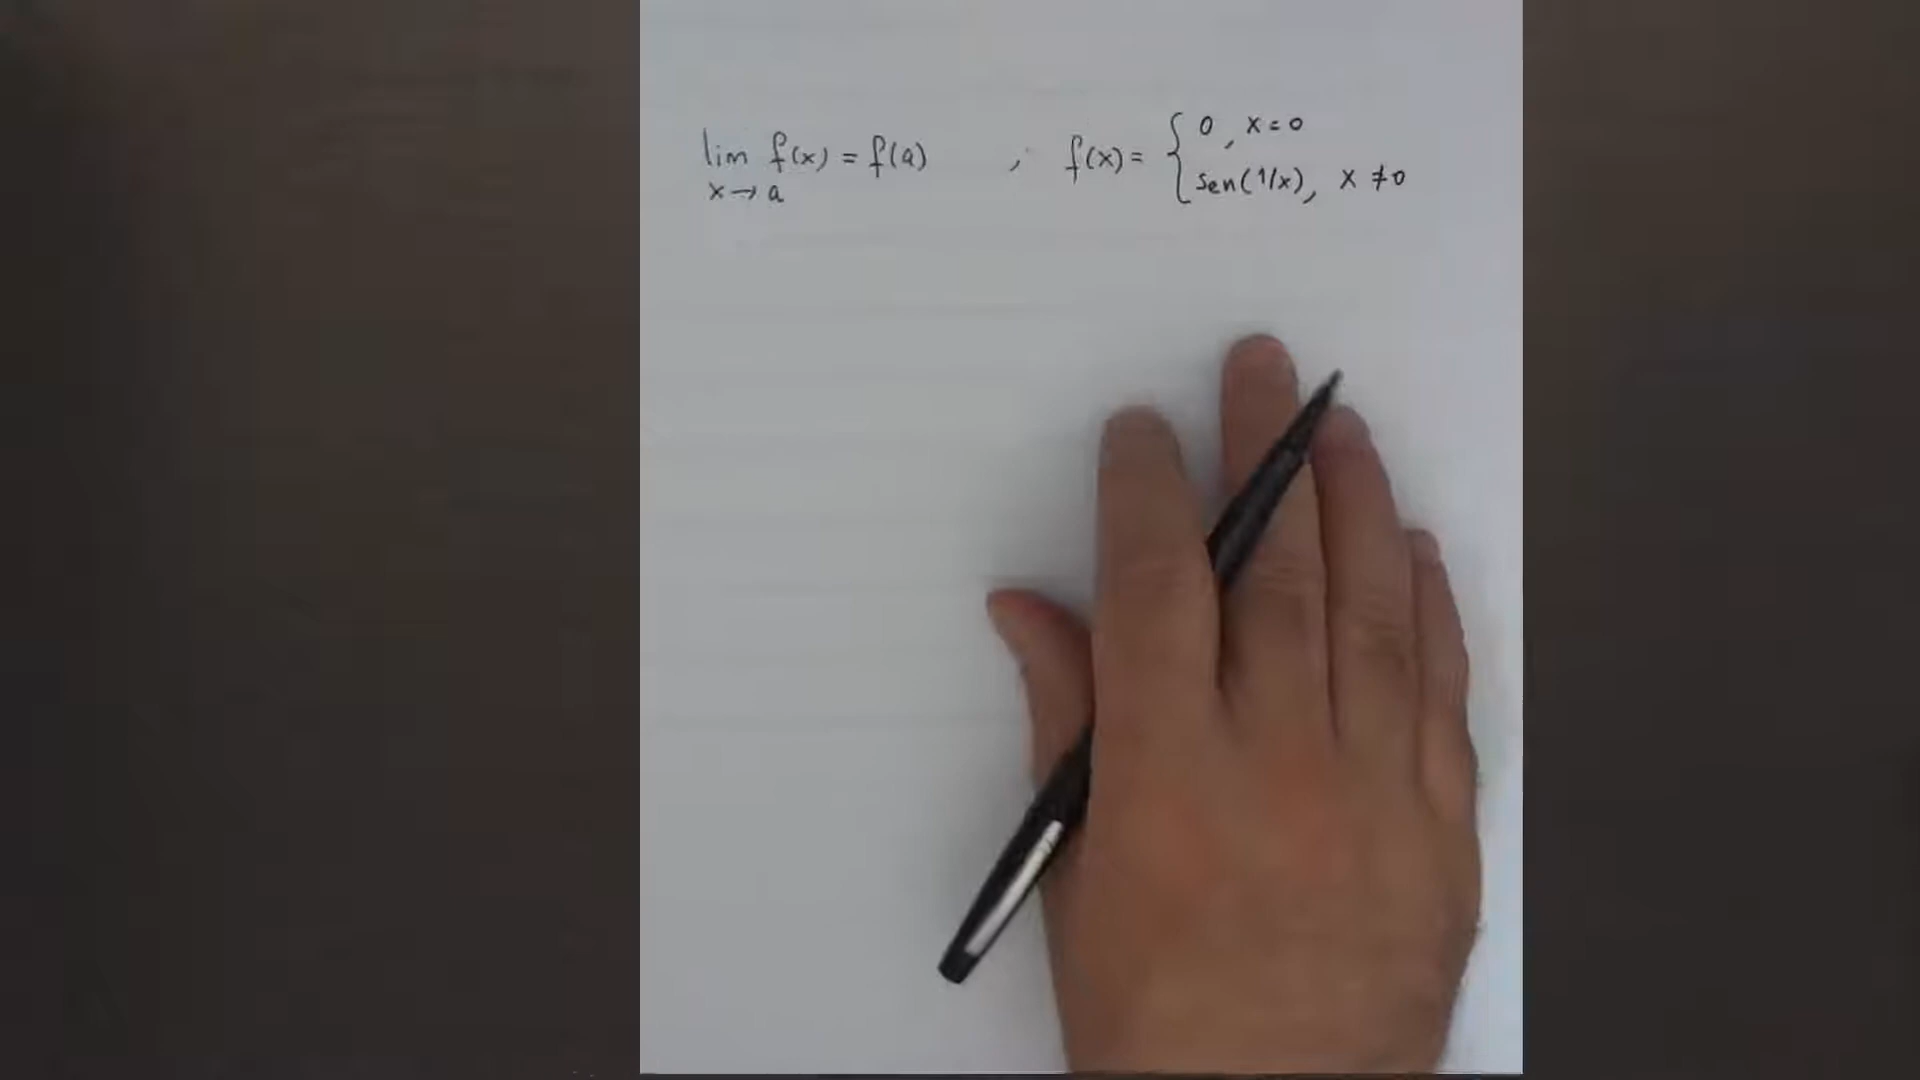 lim f(x) = f(a) , f(x) = { 0 , x = 0
x → a
sen(1/x), x ≠ 0